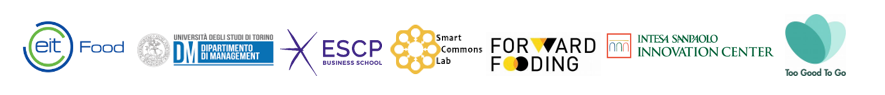 eit Food
UNIVERSITÀ DEGLI STUDI DI TORINO
DM DIPARTIMENTO
DI MANAGEMENT
ESCP
BUSINESS SCHOOL
Smart
Commons
Lab
FORWARD
FOODING
INTESA SANPAOLO
INNOVATION CENTER
Too Good To Go